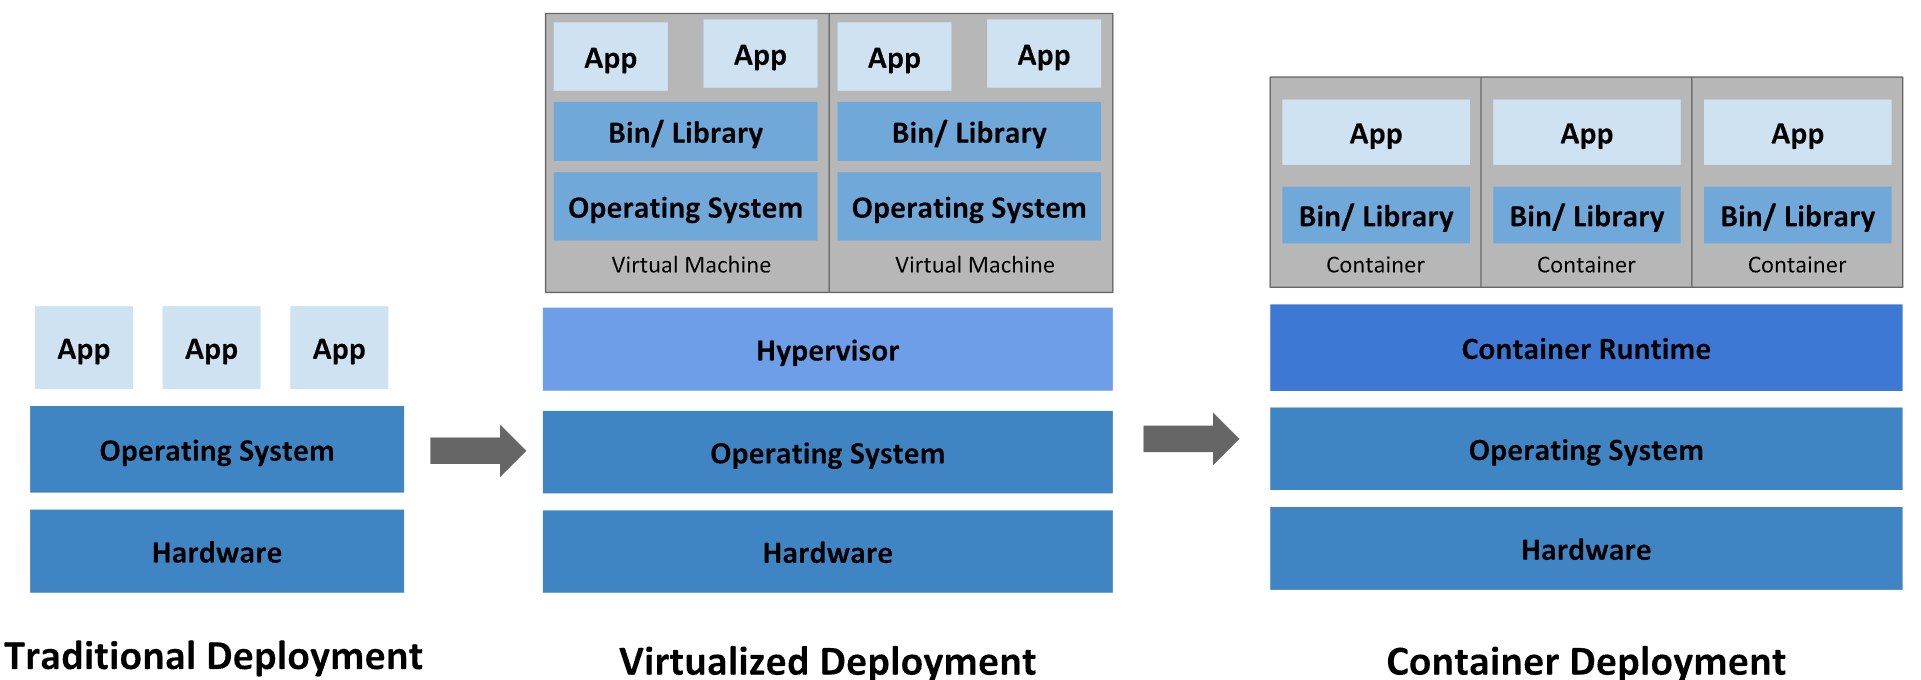 App
App
App
Operating System
Hardware
Traditional Deployment
App
App
App
App
Bin/ Library
Bin/ Library
Operating System
Operating System
Virtual Machine
Virtual Machine
Hypervisor
Operating System
Hardware
Virtualized Deployment
App
App
App
Bin/ Library
Bin/ Library
Bin/ Library
Container
Container
Container
Container Runtime
Operating System
Hardware
Container Deployment